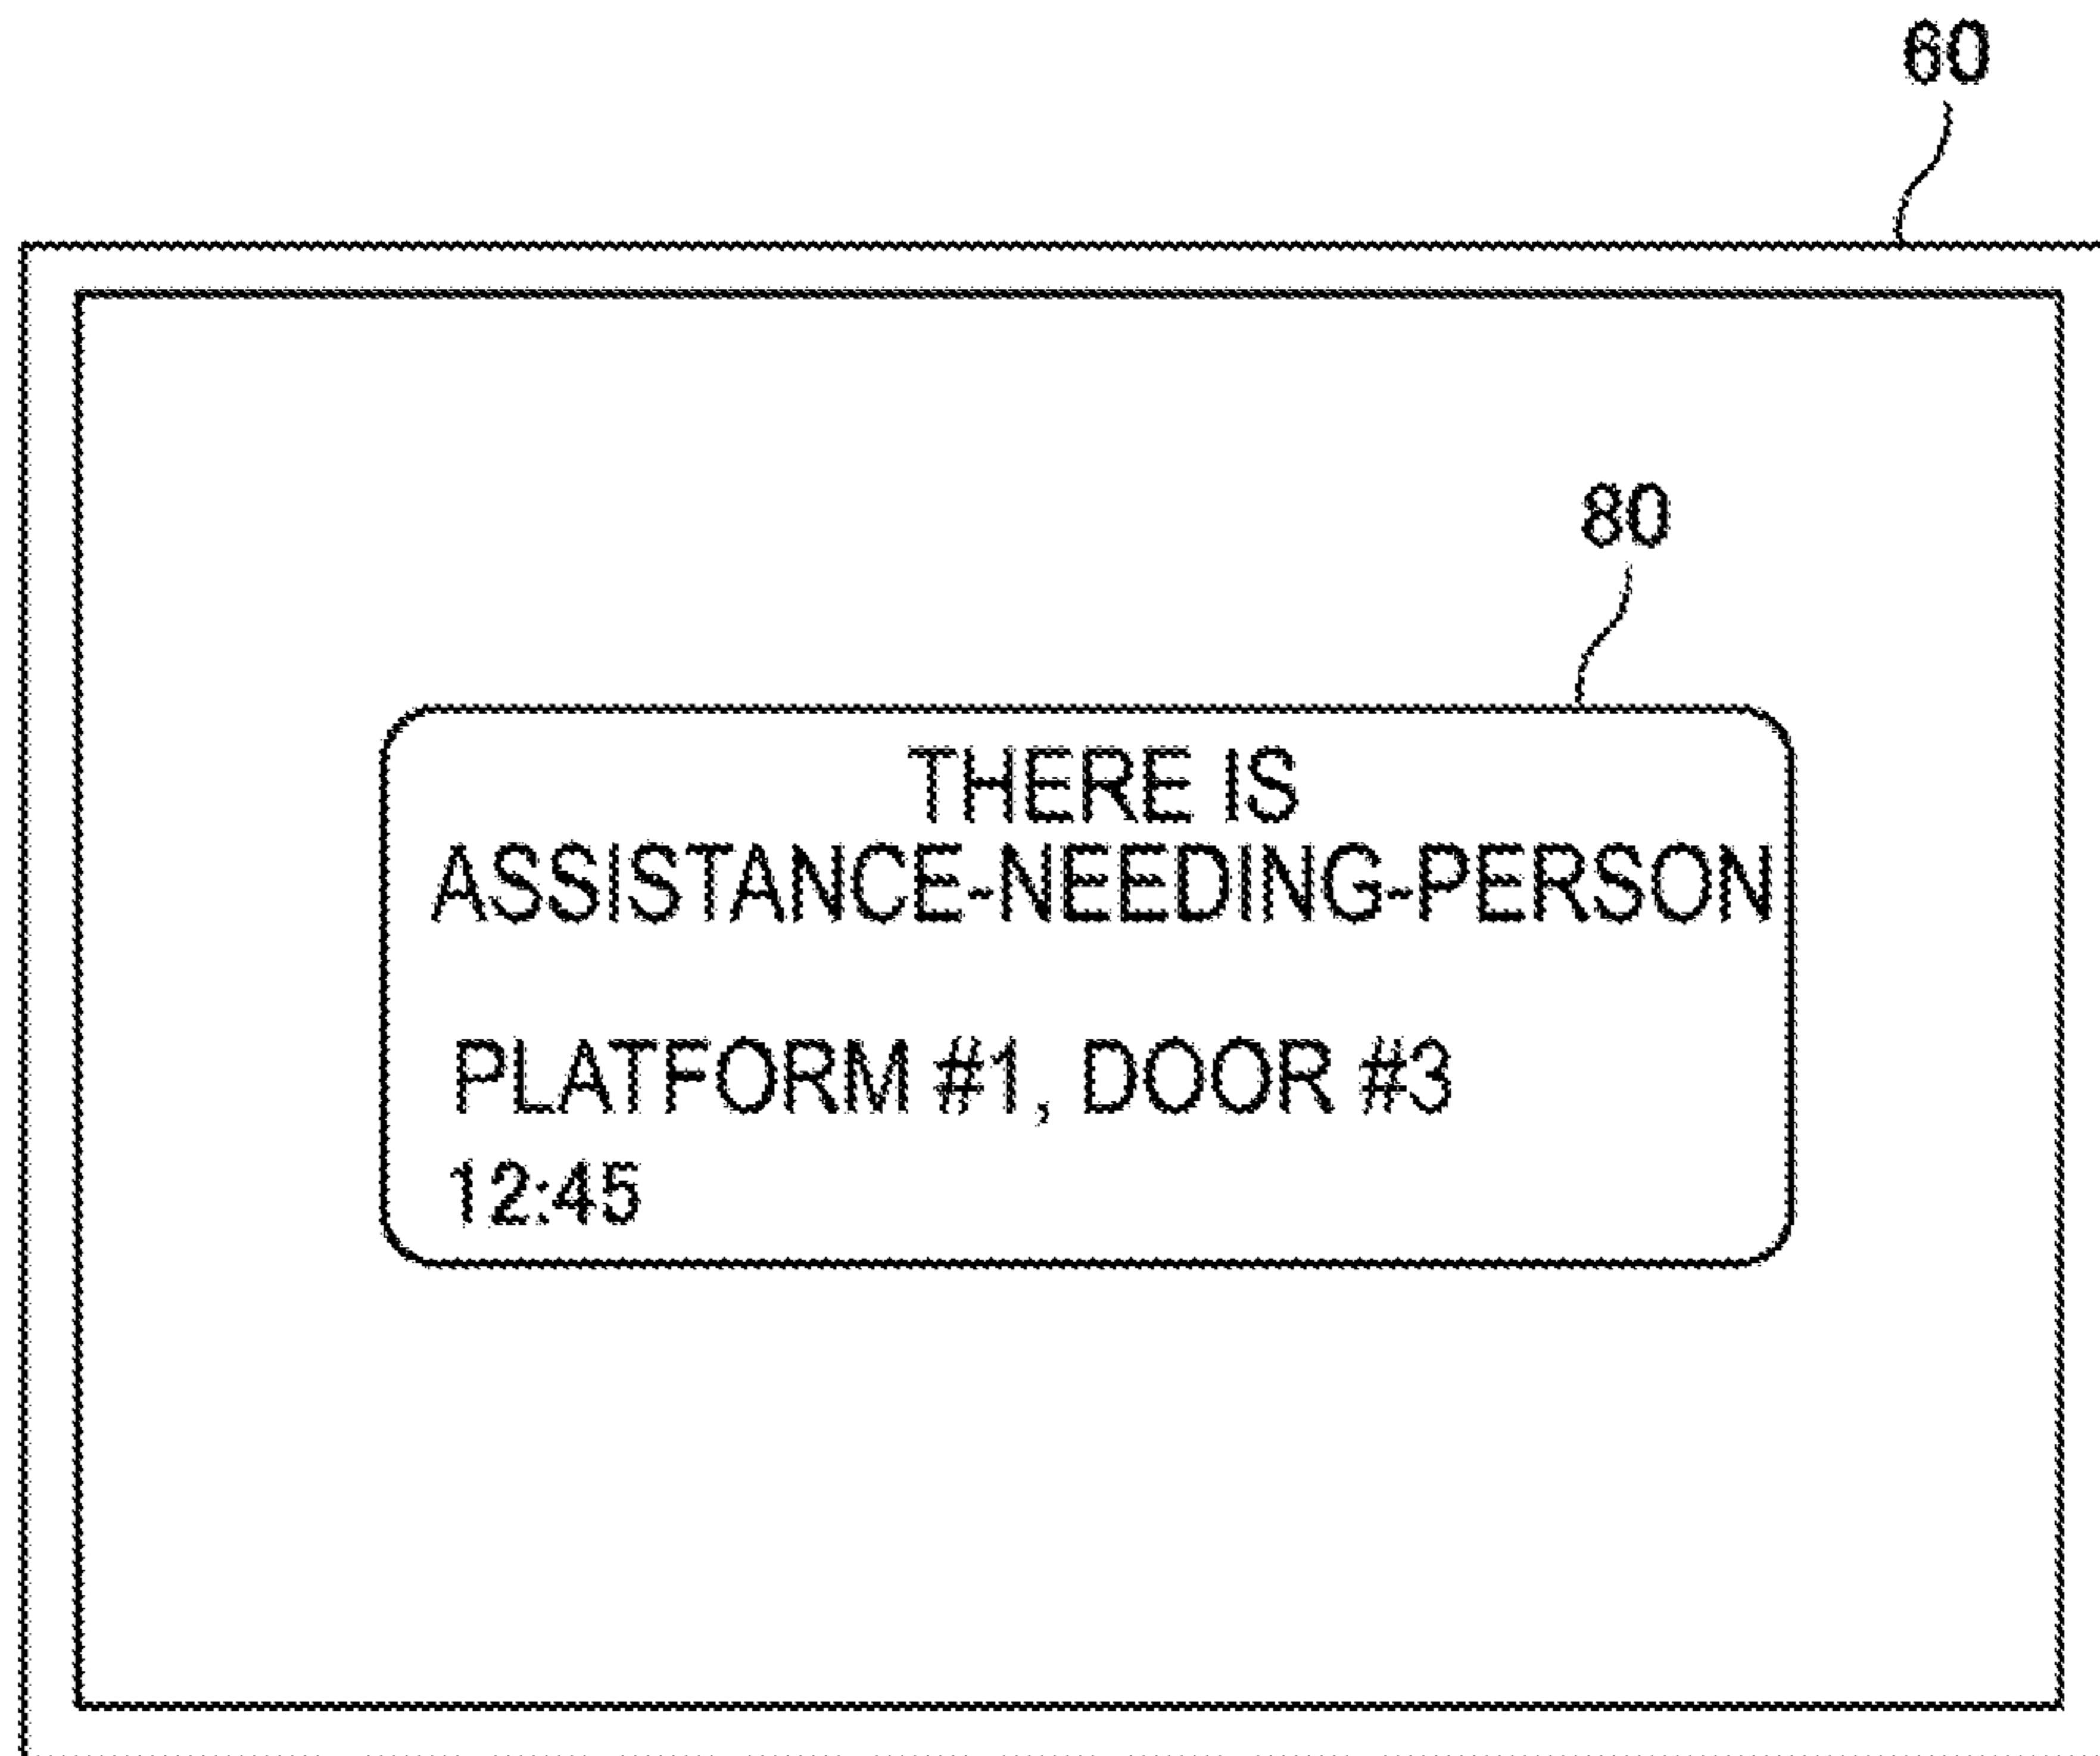 60
80
THERE IS
ASSISTANCE-NEEDING-PERSON
PLATFORM #1, DOOR #3
12:45